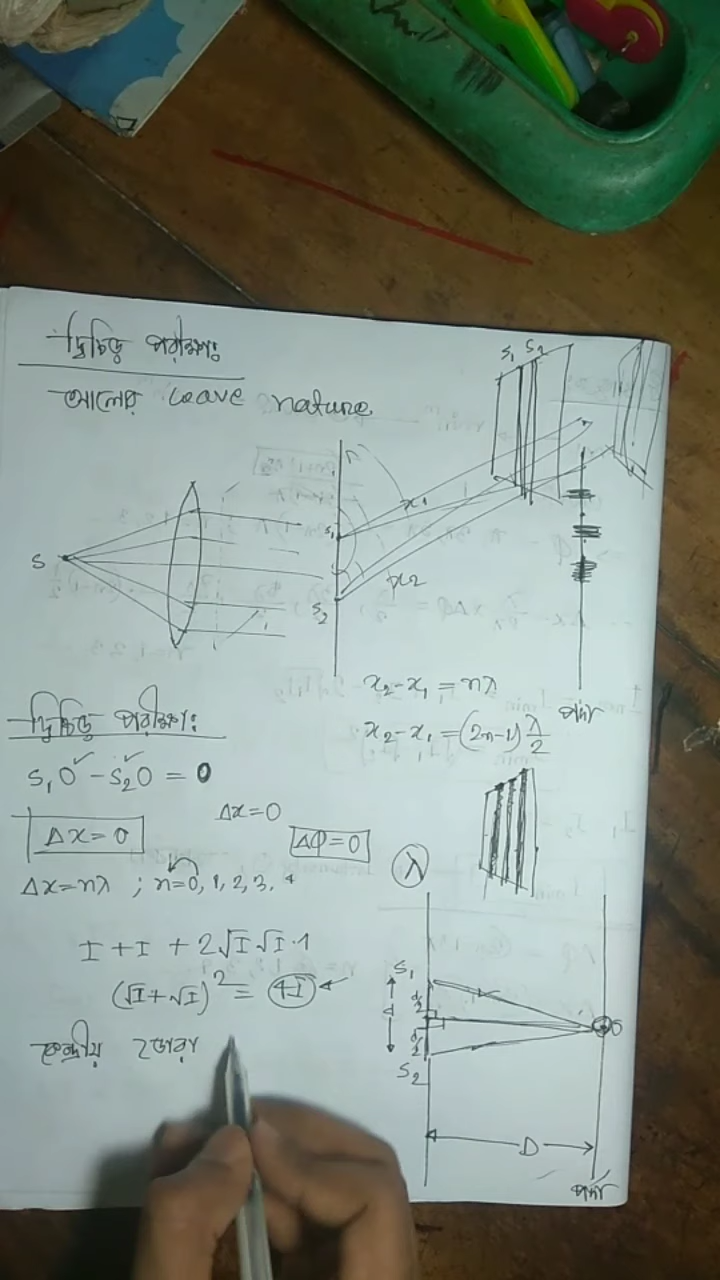 দ্বিচিড় পরীক্ষাঃ
আলোর wave nature
S₁ S₂
x₁
S
S₁
x₂
S₂
x₂-x₁ = nλ
পর্দা
x₂-x₁ = (2n-1) λ/2
দ্বিচিড় পরীক্ষাঃ
S₁O - S₂O = 0
Δx=0
Δx=0
Δφ=0
λ
Δx=nλ ; n=0, 1, 2, 3, 4
I + I + 2√I √I · 1
(√I+√I)² = 4I
কেন্দ্রীয় ডোরা
S₁
d/2
d
O
d/2
S₂
D
পর্দা